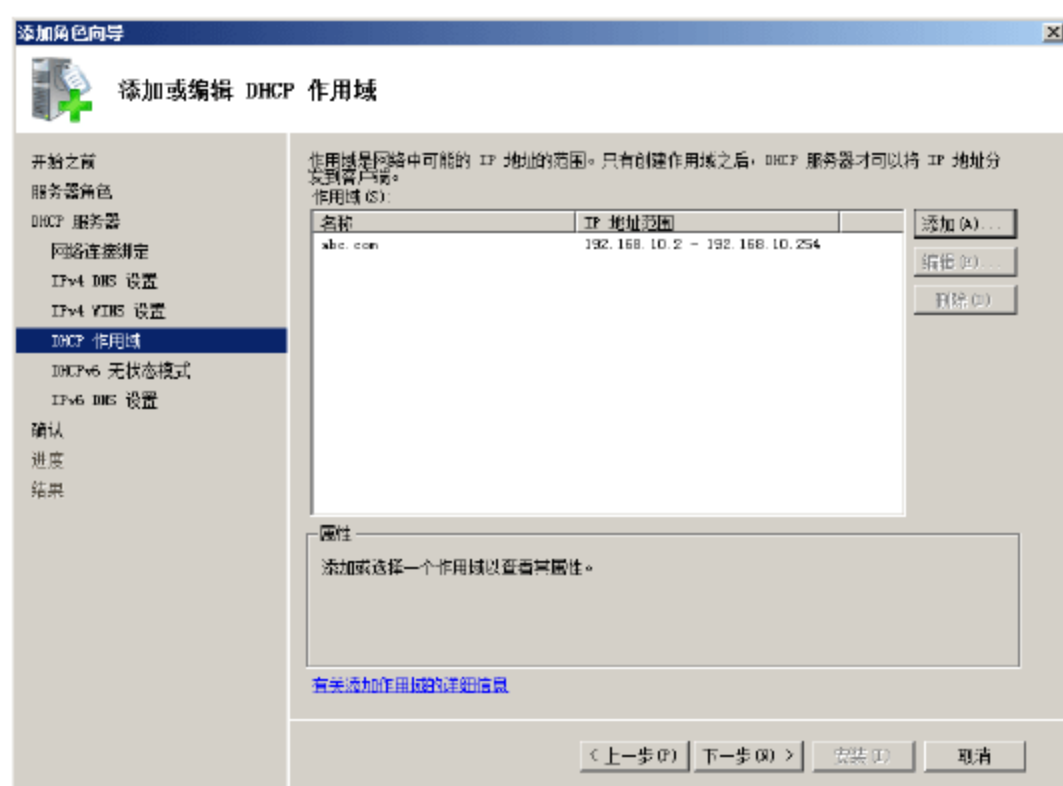 添加角色向导
添加或编辑 DHCP 作用域
开始之前
服务器角色
DHCP 服务器
网络连接绑定
IPv4 DNS 设置
IPv4 WINS 设置
DHCP 作用域
DHCPv6 无状态模式
IPv6 DNS 设置
确认
进度
结果
作用域是网络中可能的 IP 地址的范围。只有创建作用域之后，DHCP 服务器才可以将 IP 地址分
发到客户端。
作用域(S):
名称 IP 地址范围
abc.com 192.168.10.2 - 192.168.10.254
添加(A)...
编辑(E)...
删除(D)
属性
添加或选择一个作用域以查看其属性。
有关添加作用域的详细信息
< 上一步(P) 下一步(N) > 安装(I) 取消